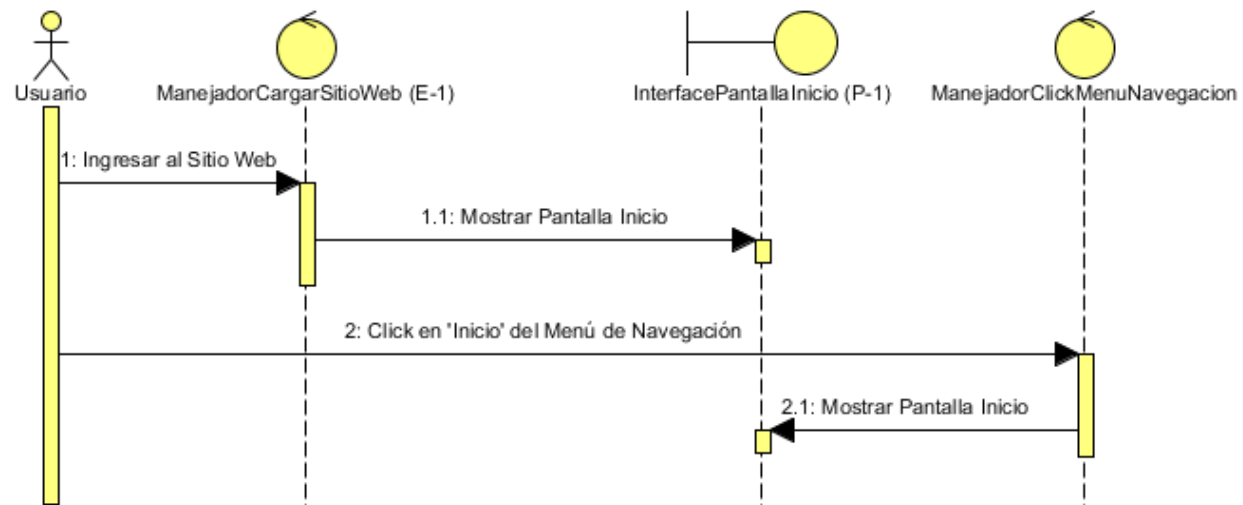 Usuario
ManejadorCargarSitioWeb (E-1)
InterfacePantallaInicio (P-1)
ManejadorClickMenuNavegacion
1: Ingresar al Sitio Web
1.1: Mostrar Pantalla Inicio
2: Click en "Inicio" del Menú de Navegación
2.1: Mostrar Pantalla Inicio